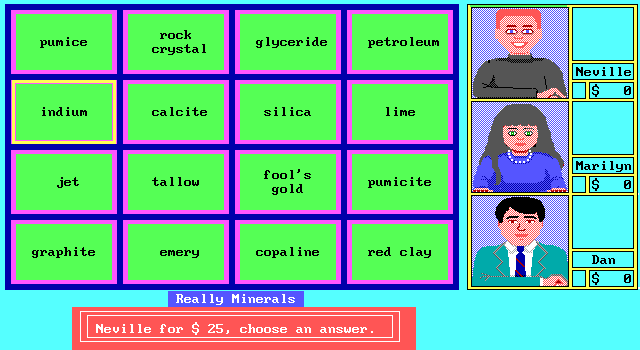 pumice
rock
crystal
glyceride
petroleum
indium
calcite
silica
lime
jet
tallow
fool's
gold
pumicite
graphite
emery
copaline
red clay
Neville
$ 0
Marilyn
$ 0
Dan
$ 0
Really Minerals
Neville for $ 25, choose an answer.